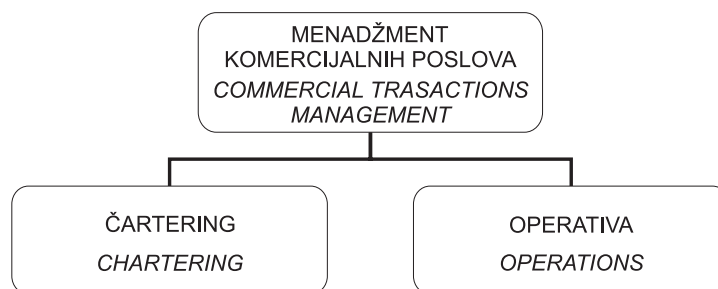 MENADŽMENT
KOMERCIJALNIH POSLOVA
COMMERCIAL TRASACTIONS
MANAGEMENT
ČARTERING
CHARTERING
OPERATIVA
OPERATIONS